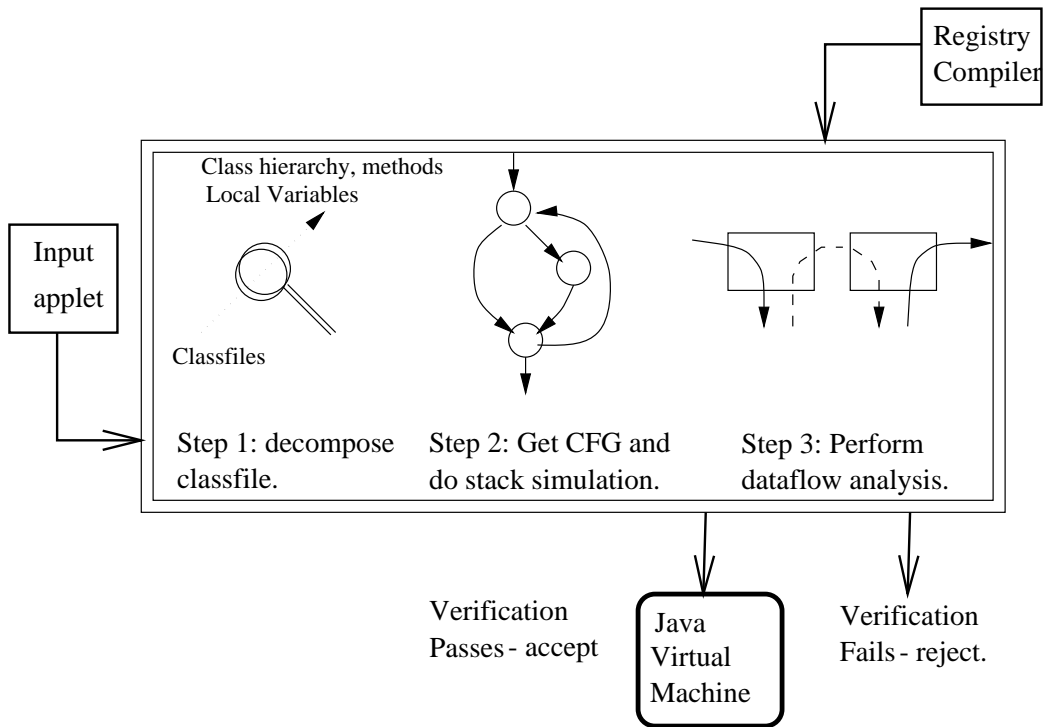 Registry
Compiler
Class hierarchy, methods
Local Variables
Input
applet
Classfiles
Step 1: decompose
classfile.
Step 2: Get CFG and
do stack simulation.
Step 3: Perform
dataflow analysis.
Verification
Passes - accept
Java
Virtual
Machine
Verification
Fails - reject.